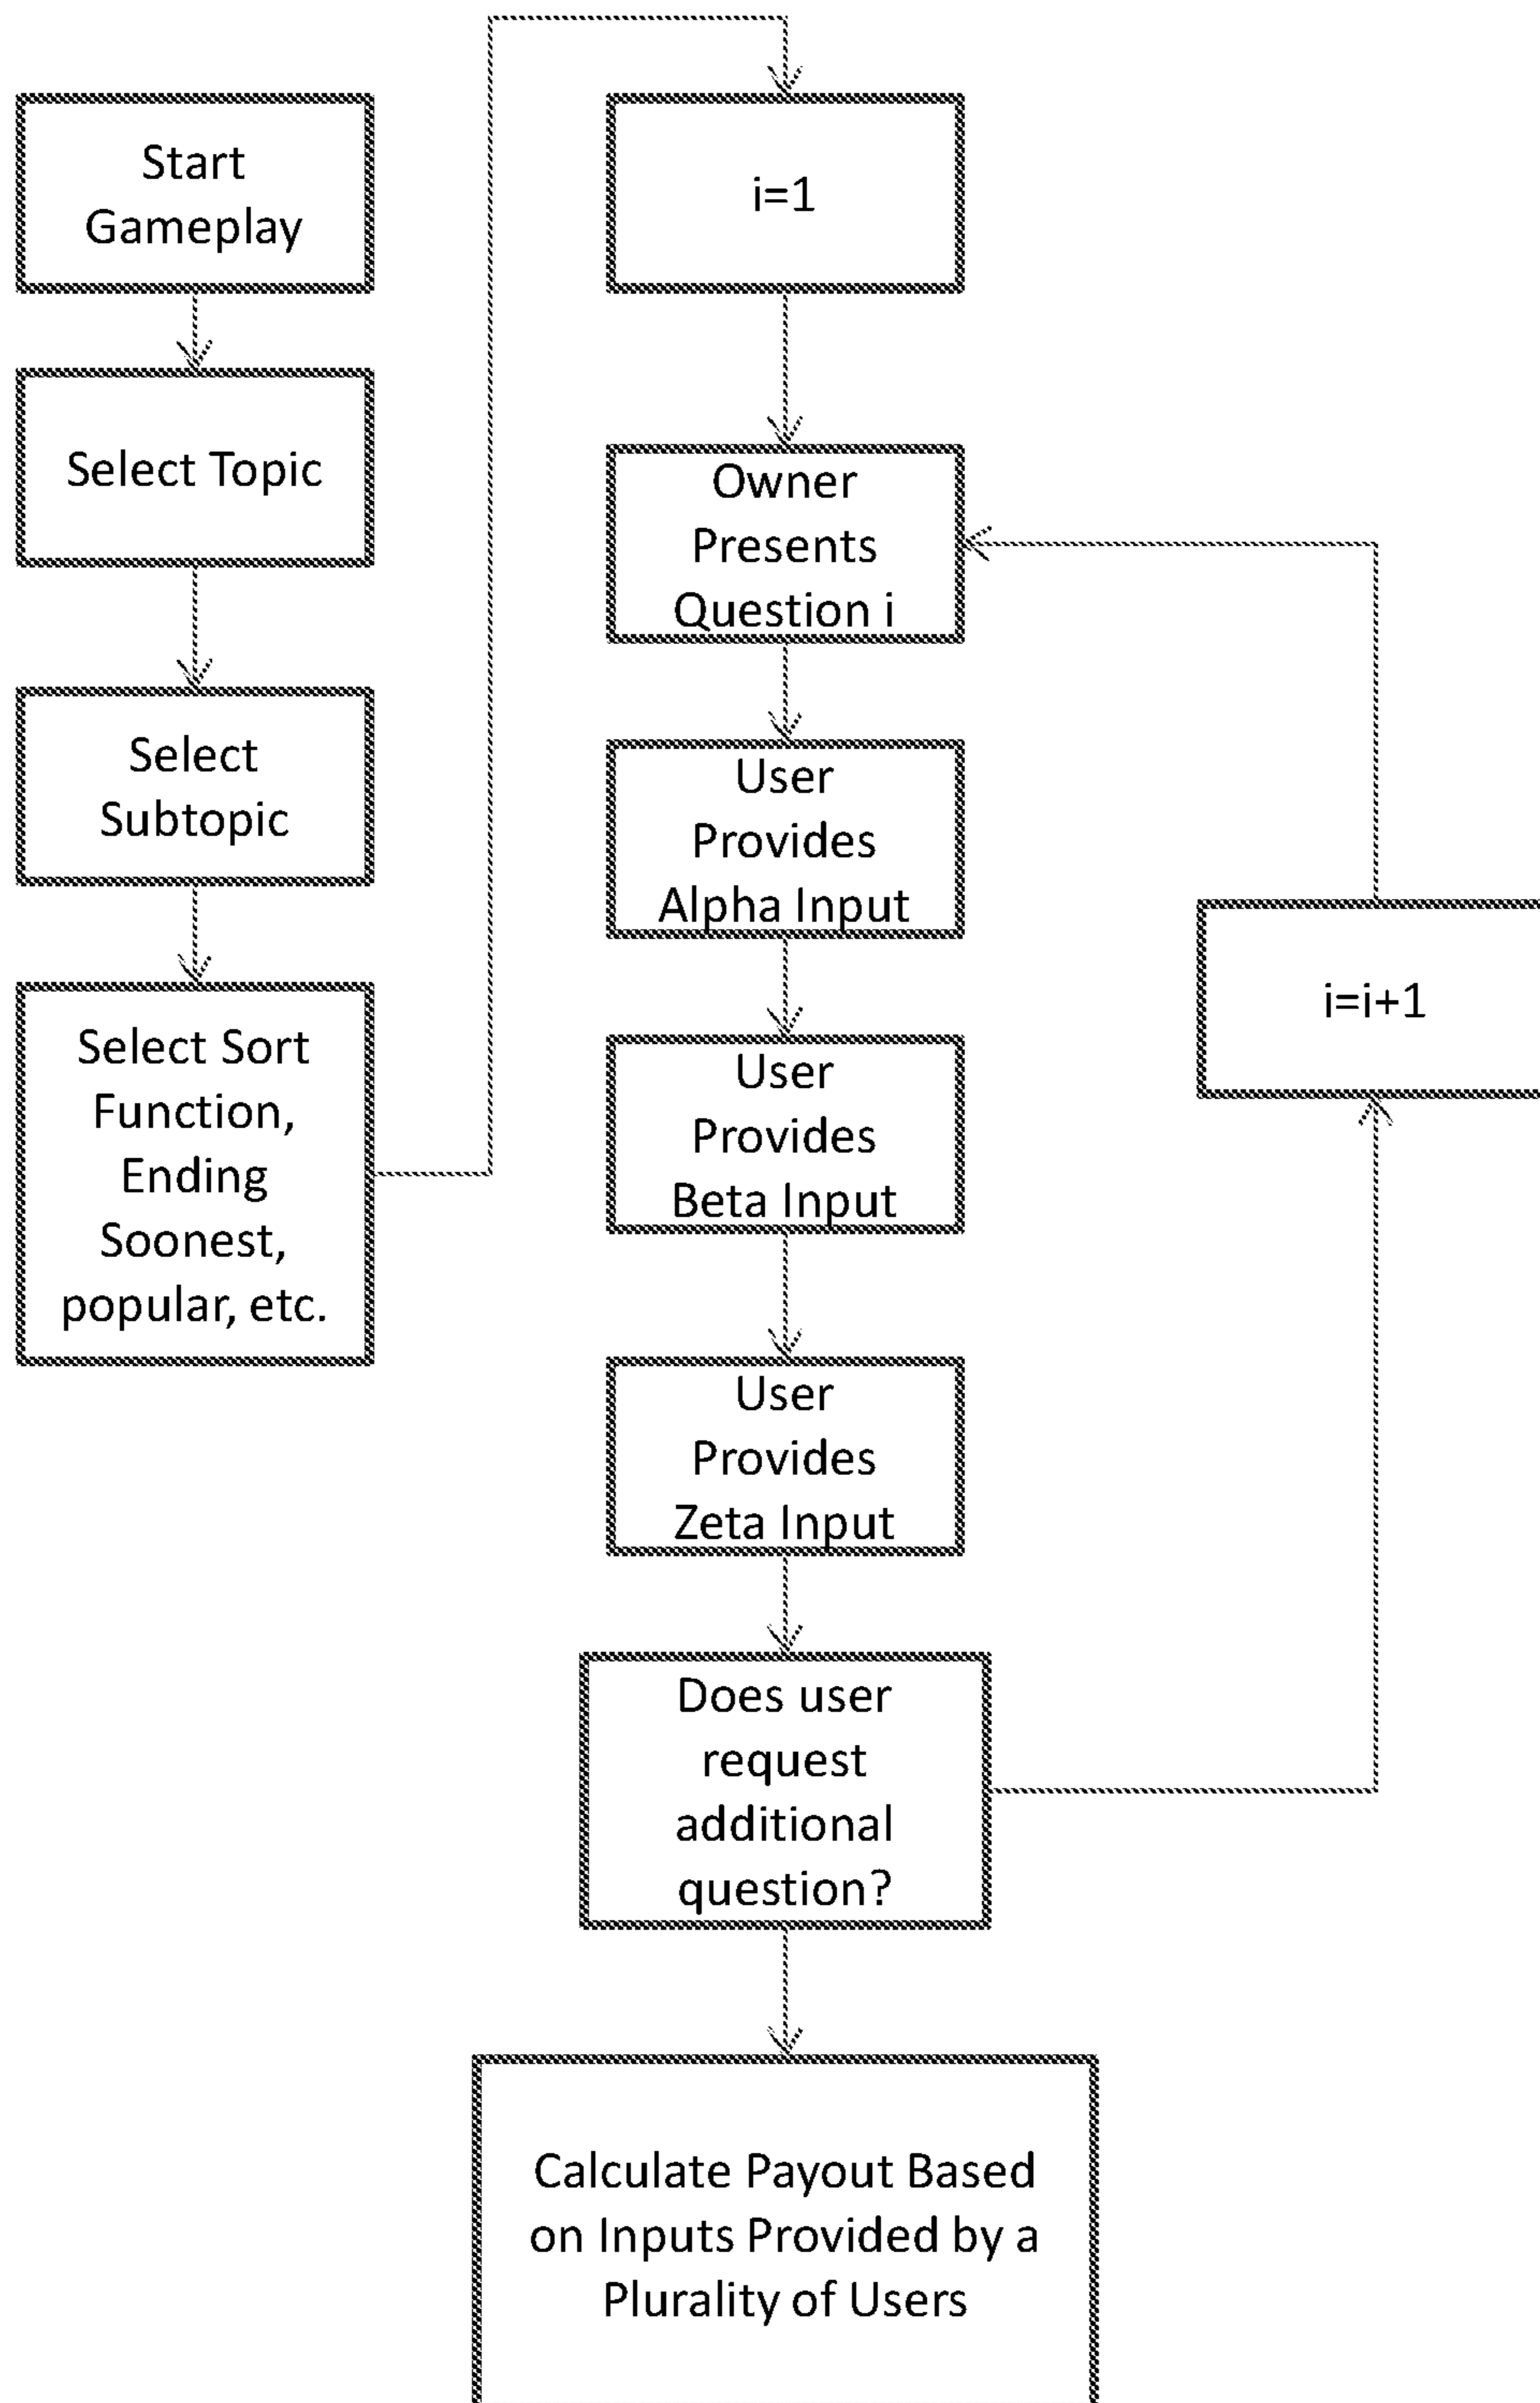 Start
Gameplay
Select Topic
Select
Subtopic
Select Sort
Function,
Ending
Soonest,
popular, etc.
i=1
Owner
Presents
Question i
User
Provides
Alpha Input
User
Provides
Beta Input
User
Provides
Zeta Input
Does user
request
additional
question?
i=i+1
Calculate Payout Based
on Inputs Provided by a
Plurality of Users